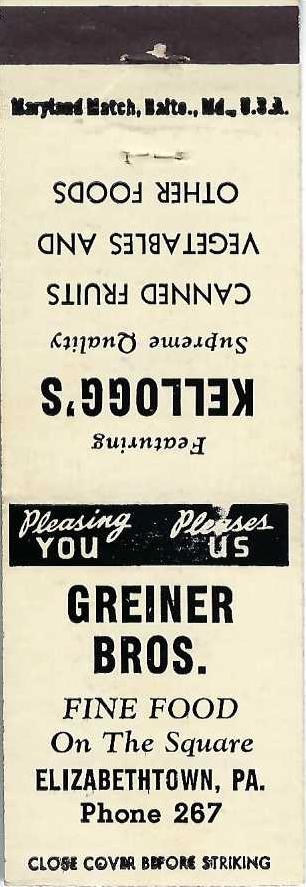 Maryland Match, Balto., Md., U.S.A.
Featuring
KELLOGG'S
Supreme Quality
CANNED FRUITS
VEGETABLES AND
OTHER FOODS
Pleasing Pleases
YOU US
GREINER
BROS.
FINE FOOD
On The Square
ELIZABETHTOWN, PA.
Phone 267
CLOSE COVER BEFORE STRIKING